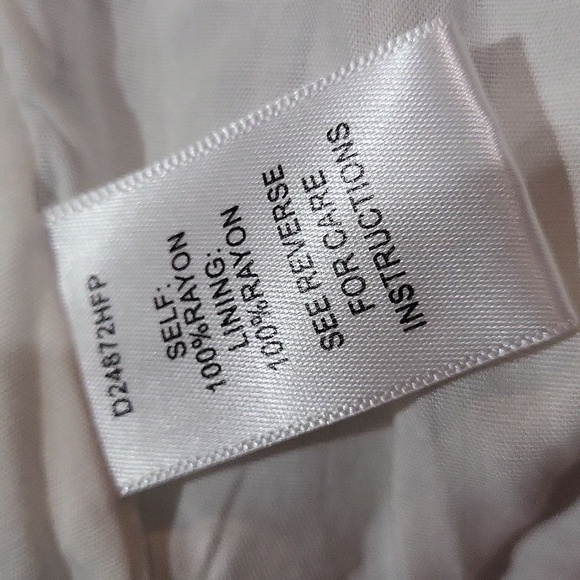 D24872HFP
SELF:
100%RAYON
LINING:
100%RAYON
SEE REVERSE
FOR CARE
INSTRUCTIONS